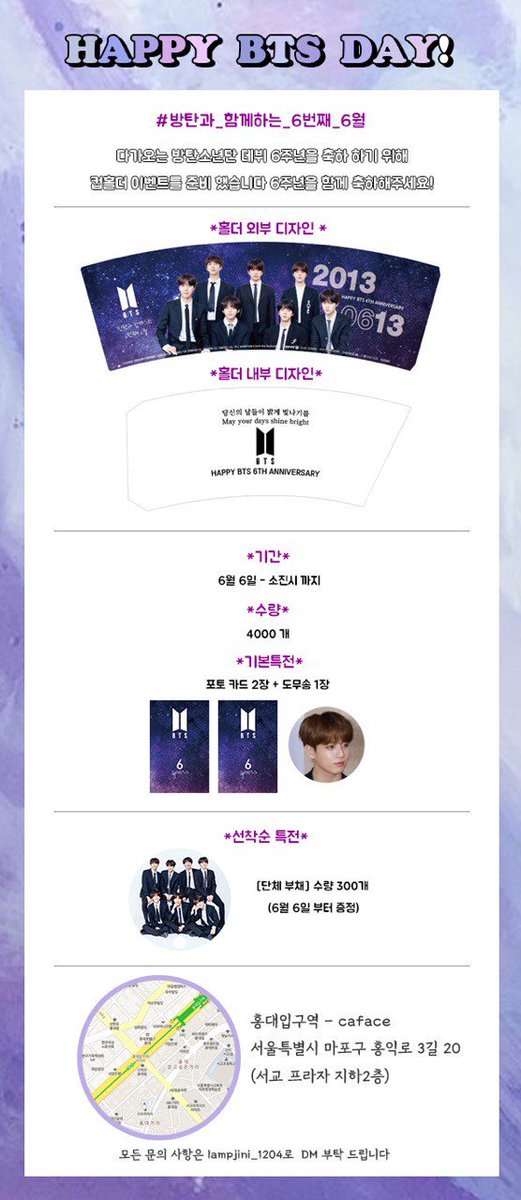 HAPPY BTS DAY!
#방탄과_함께하는_6번째_6월
다가오는 방탄소년단 데뷔 6주년을 축하 하기 위해
컵홀더 이벤트를 준비 했습니다 6주년을 함께 축하해주세요!
*홀더 외부 디자인 *
BTS
2013
HAPPY BTS 6TH ANNIVERSARY
0613
*홀더 내부 디자인*
당신의 날들이 밝게 빛나기를
May your days shine bright
BTS
HAPPY BTS 6TH ANNIVERSARY
*기간*
6월 6일 - 소진시 까지
*수량*
4000 개
*기본특전*
포토 카드 2장 + 도무송 1장
BTS
6
BTS
6
*선착순 특전*
[단체 부채] 수량 300개
(6월 6일 부터 증정)
홍대입구역 - caface
서울특별시 마포구 홍익로 3길 20
(서교 프라자 지하2층)
모든 문의 사항은 lampjini_1204로 DM 부탁 드립니다